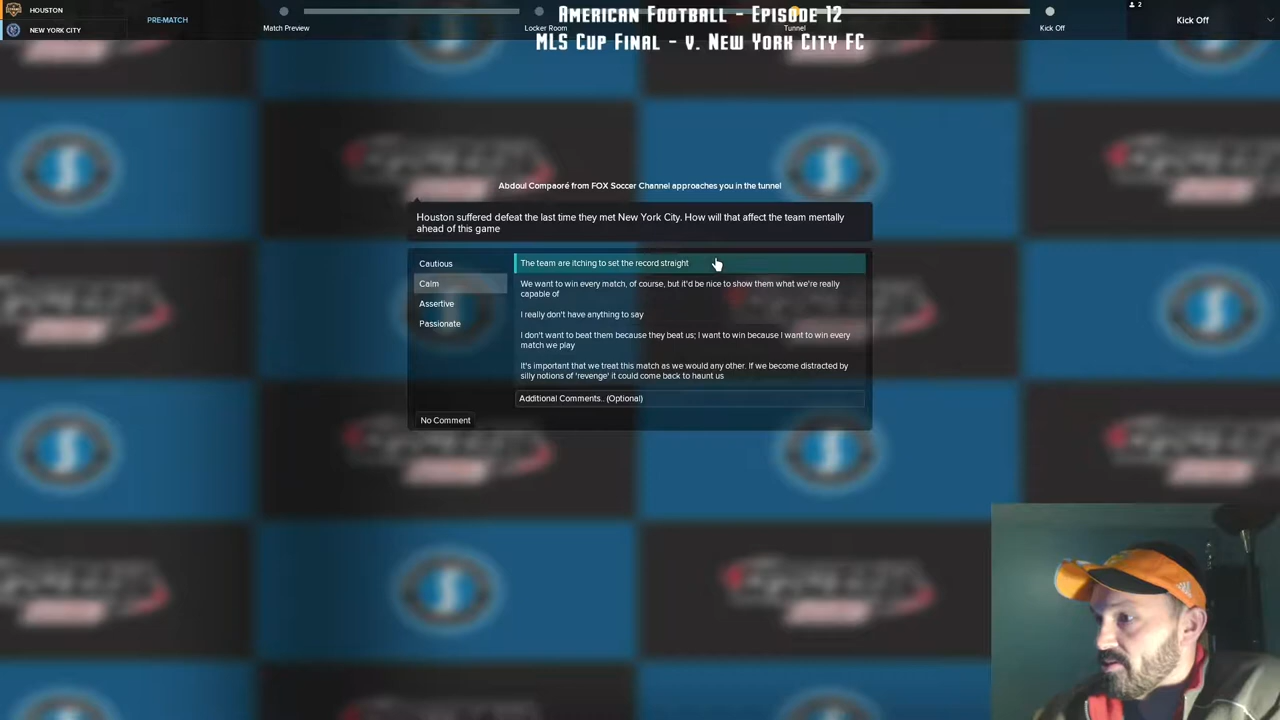 HOUSTON
NEW YORK CITY
PRE-MATCH
Match Preview
Locker Room
Tunnel
Kick Off
2
Kick Off
American Football - Episode 12
MLS Cup Final - v. New York City FC
Abdoul Compaoré from FOX Soccer Channel approaches you in the tunnel
Houston suffered defeat the last time they met New York City. How will that affect the team mentally
ahead of this game
Cautious
Calm
Assertive
Passionate
The team are itching to set the record straight
We want to win every match, of course, but it'd be nice to show them what we're really
capable of
I really don't have anything to say
I don't want to beat them because they beat us; I want to win because I want to win every
match we play
It's important that we treat this match as we would any other. If we become distracted by
silly notions of 'revenge' it could come back to haunt us
Additional Comments.. (Optional)
No Comment